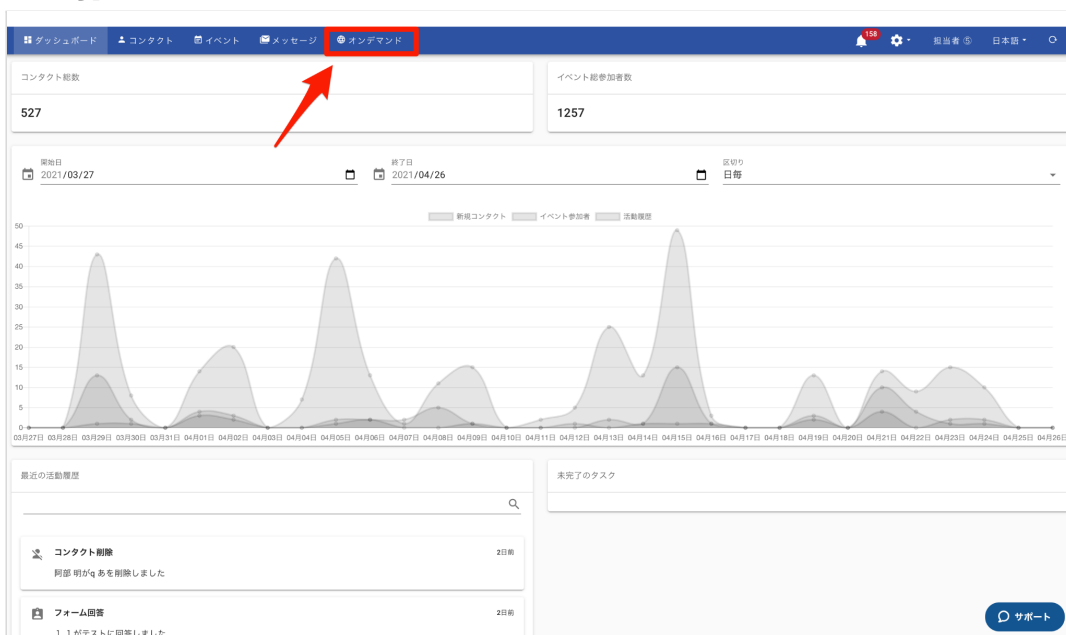 ダッシュボード コンタクト イベント メッセージ オンデマンド 158 担当者 ⑤ 日本語
コンタクト総数 イベント総参加者数
527 1257
開始日 終了日 区切り
2021/03/27 2021/04/26 日毎
新規コンタクト イベント参加者 活動履歴
50
45
40
35
30
25
20
15
10
5
0
03月27日 03月28日 03月29日 03月30日 03月31日 04月01日 04月02日 04月03日 04月04日 04月05日 04月06日 04月07日 04月08日 04月09日 04月10日 04月11日 04月12日 04月13日 04月14日 04月15日 04月16日 04月17日 04月18日 04月19日 04月20日 04月21日 04月22日 04月23日 04月24日 04月25日 04月26日
最近の活動履歴 未完了のタスク
コンタクト削除 2日前
阿部 明がq あを削除しました
フォーム回答 2日前
1 1がテストに回答しました
サポート